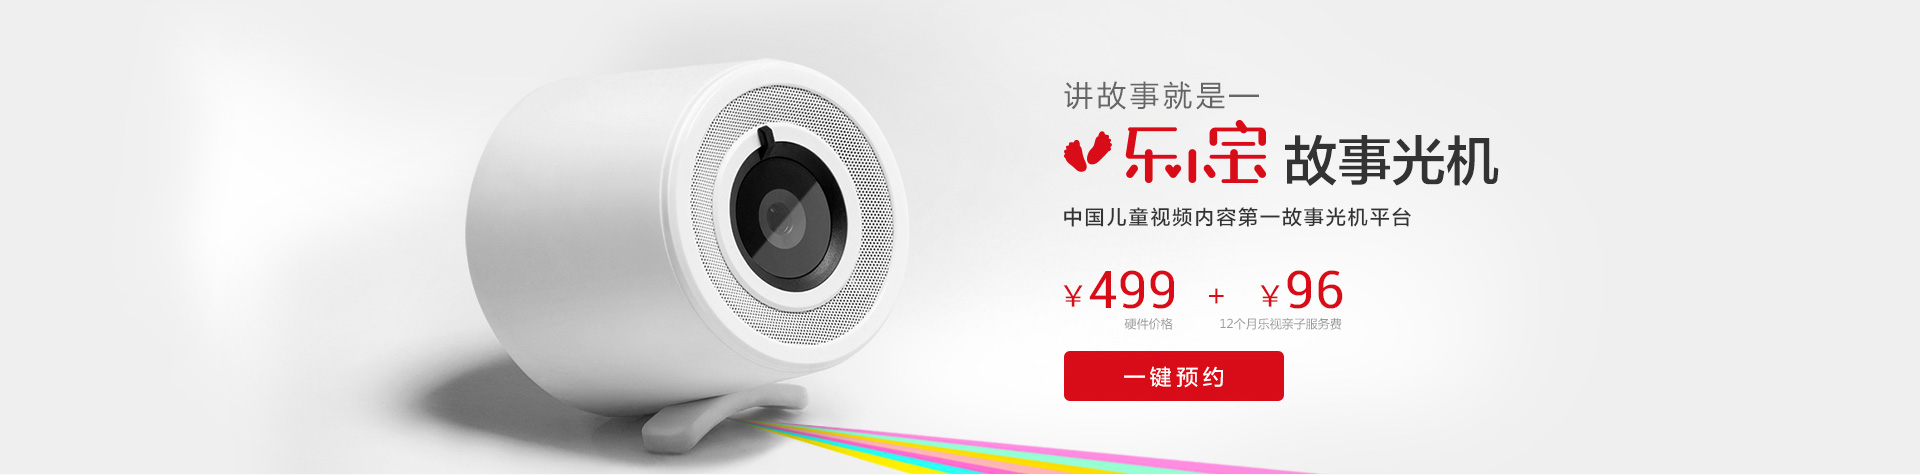 讲故事就是一
乐小宝 故事光机
中国儿童视频内容第一故事光机平台
¥499 + ¥96
硬件价格 12个月乐视亲子服务费
一键预约